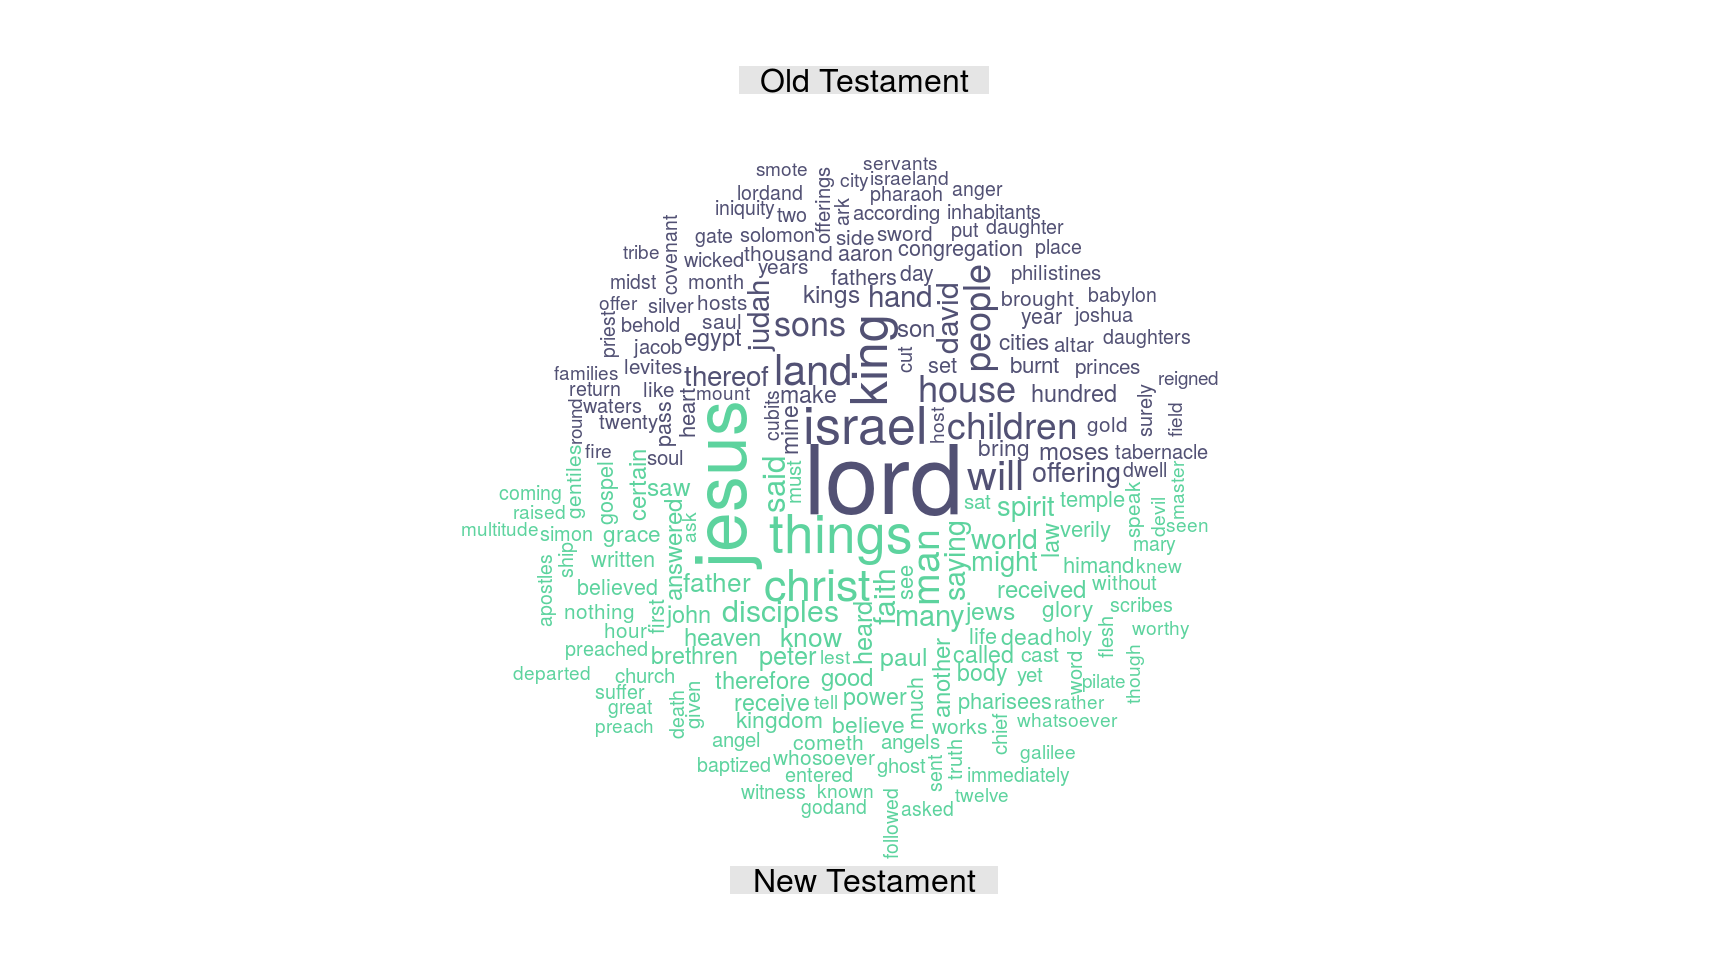 Old Testament
smote
servants
city
israeland
lordand
offerings
pharaoh
anger
iniquity
two
ark
according
inhabitants
gate
solomon
side
sword
put
daughter
tribe
covenant
wicked
thousand
aaron
congregation
place
midst
month
years
fathers
day
people
philistines
offer
silver
hosts
judah
kings
hand
david
brought
babylon
priest
behold
saul
sons
king
son
year
joshua
jacob
egypt
cut
cities
altar
daughters
families
levites
thereof
land
set
burnt
princes
reigned
return
like
heart
mount
make
house
hundred
surely
field
round
waters
twenty
pass
jesus
cubits
mine
israel
host
children
gold
fire
soul
lord
bring
moses
tabernacle
will
offering
dwell
coming
gentiles
gospel
certain
saw
said
must
sat
spirit
temple
speak
devil
master
raised
multitude
simon
grace
answered
ask
things
man
saying
world
law
verily
seen
mary
ship
written
might
himand
knew
apostles
believed
father
christ
faith
see
received
without
nothing
first
john
disciples
heard
many
jews
glory
scribes
hour
heaven
know
life
dead
holy
flesh
worthy
preached
brethren
peter
lest
paul
another
called
cast
word
though
departed
church
therefore
good
body
yet
pilate
suffer
great
death
given
receive
tell
power
much
pharisees
rather
preach
kingdom
believe
works
chief
whatsoever
angel
cometh
angels
truth
galilee
baptized
whosoever
entered
ghost
sent
immediately
witness
known
twelve
godand
followed
asked
New Testament